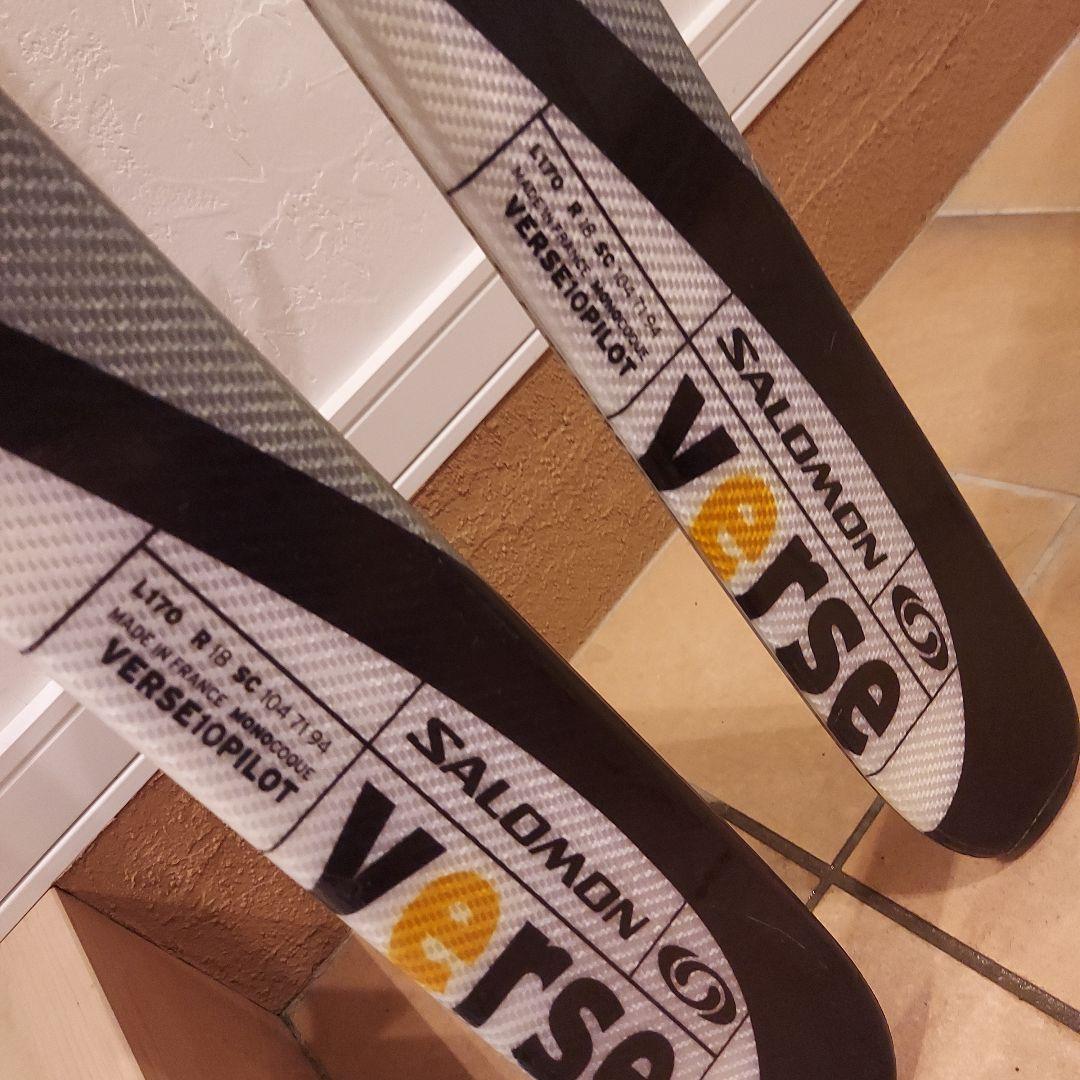 L170 R 18 SC 104.71.94
MADE IN FRANCE MONOCOQUE
VERSE10PILOT
SALOMON
verse
L170 R 18 SC 104.71.94
MADE IN FRANCE MONOCOQUE
VERSE10PILOT
SALOMON
verse